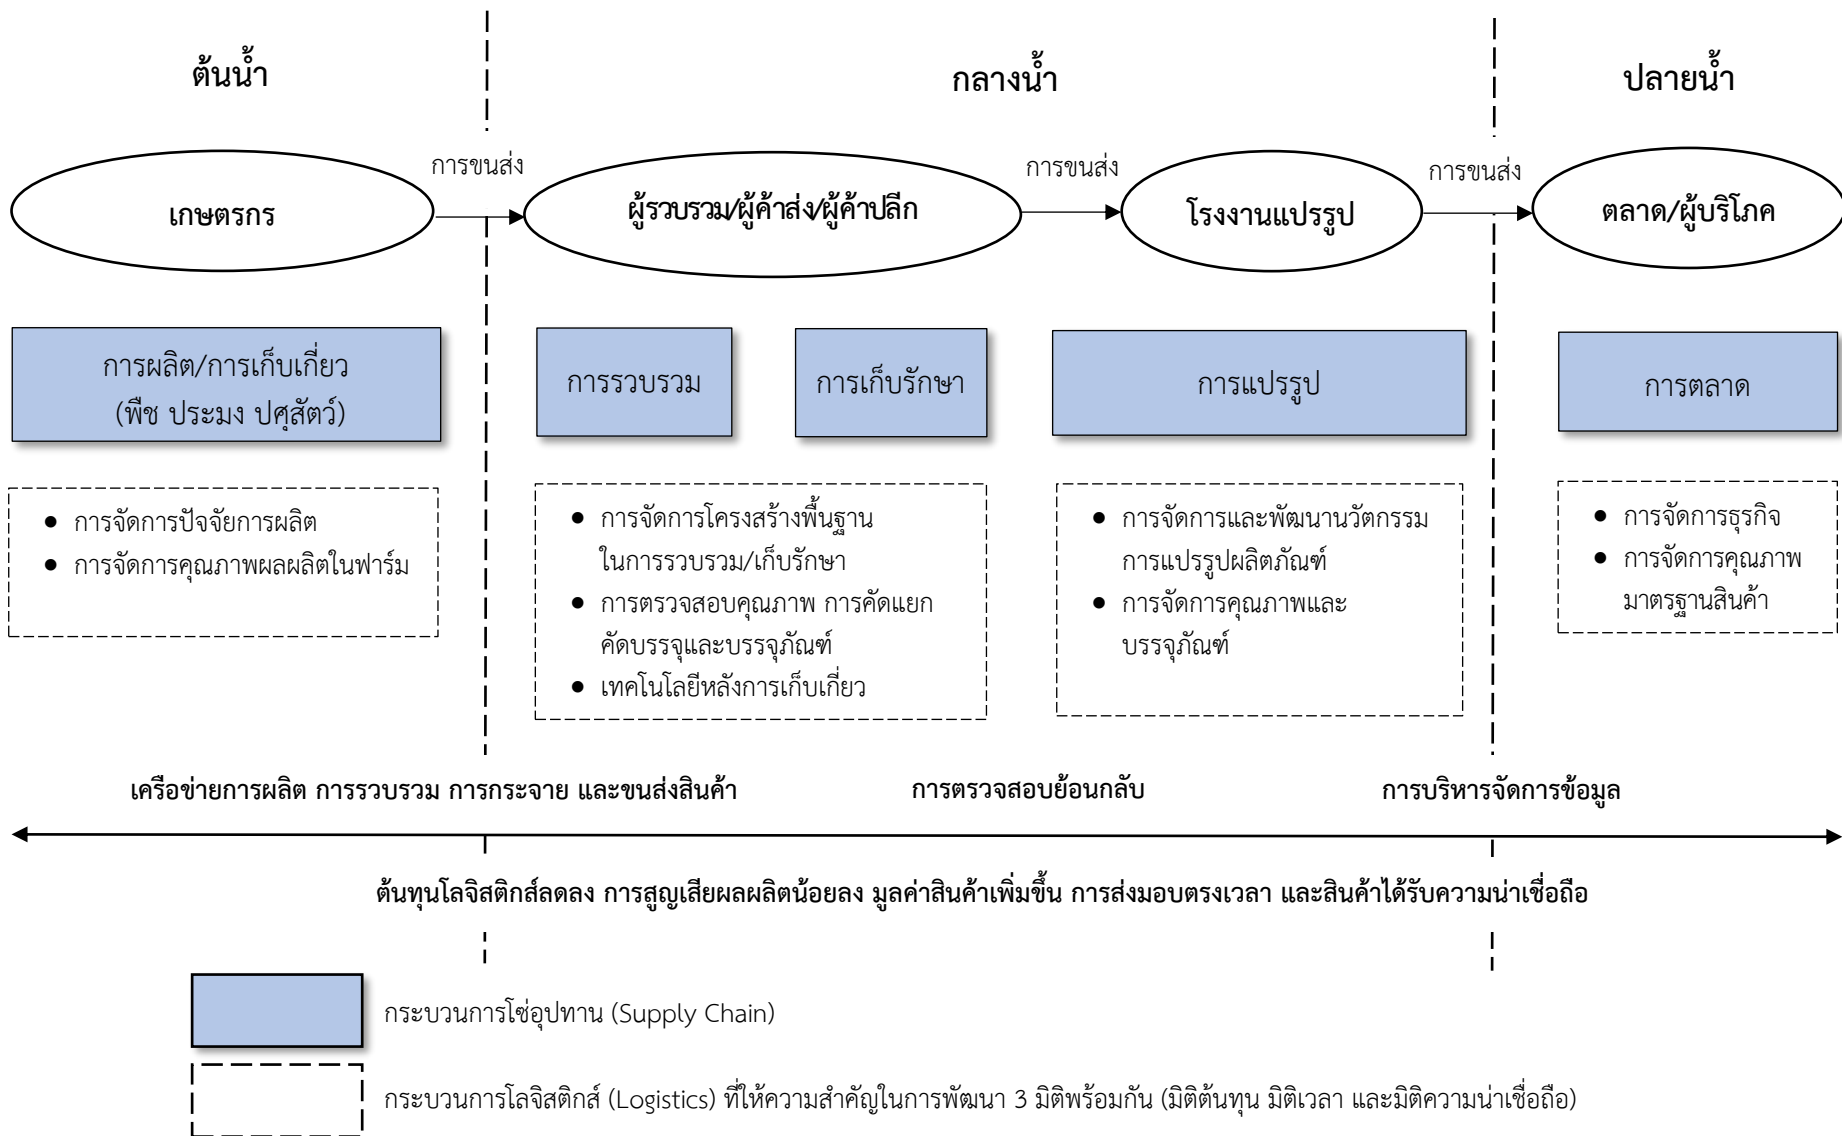 ต้นน้ำ
กลางน้ำ
ปลายน้ำ
การขนส่ง
การขนส่ง
การขนส่ง
เกษตรกร
ผู้รวบรวม/ผู้ค้าส่ง/ผู้ค้าปลีก
โรงงานแปรรูป
ตลาด/ผู้บริโภค
การผลิต/การเก็บเกี่ยว
(พืช ประมง ปศุสัตว์)
การรวบรวม
การเก็บรักษา
การแปรรูป
การตลาด
● การจัดการปัจจัยการผลิต
● การจัดการคุณภาพผลผลิตในฟาร์ม
● การจัดการโครงสร้างพื้นฐาน
ในการรวบรวม/เก็บรักษา
● การตรวจสอบคุณภาพ การคัดแยก
คัดบรรจุและบรรจุภัณฑ์
● เทคโนโลยีหลังการเก็บเกี่ยว
● การจัดการและพัฒนานวัตกรรม
การแปรรูปผลิตภัณฑ์
● การจัดการคุณภาพและ
บรรจุภัณฑ์
● การจัดการธุรกิจ
● การจัดการคุณภาพ
มาตรฐานสินค้า
เครือข่ายการผลิต การรวบรวม การกระจาย และขนส่งสินค้า
การตรวจสอบย้อนกลับ
การบริหารจัดการข้อมูล
ต้นทุนโลจิสติกส์ลดลง การสูญเสียผลผลิตน้อยลง มูลค่าสินค้าเพิ่มขึ้น การส่งมอบตรงเวลา และสินค้าได้รับความน่าเชื่อถือ
กระบวนการโซ่อุปทาน (Supply Chain)
กระบวนการโลจิสติกส์ (Logistics) ที่ให้ความสำคัญในการพัฒนา 3 มิติพร้อมกัน (มิติต้นทุน มิติเวลา และมิติความน่าเชื่อถือ)